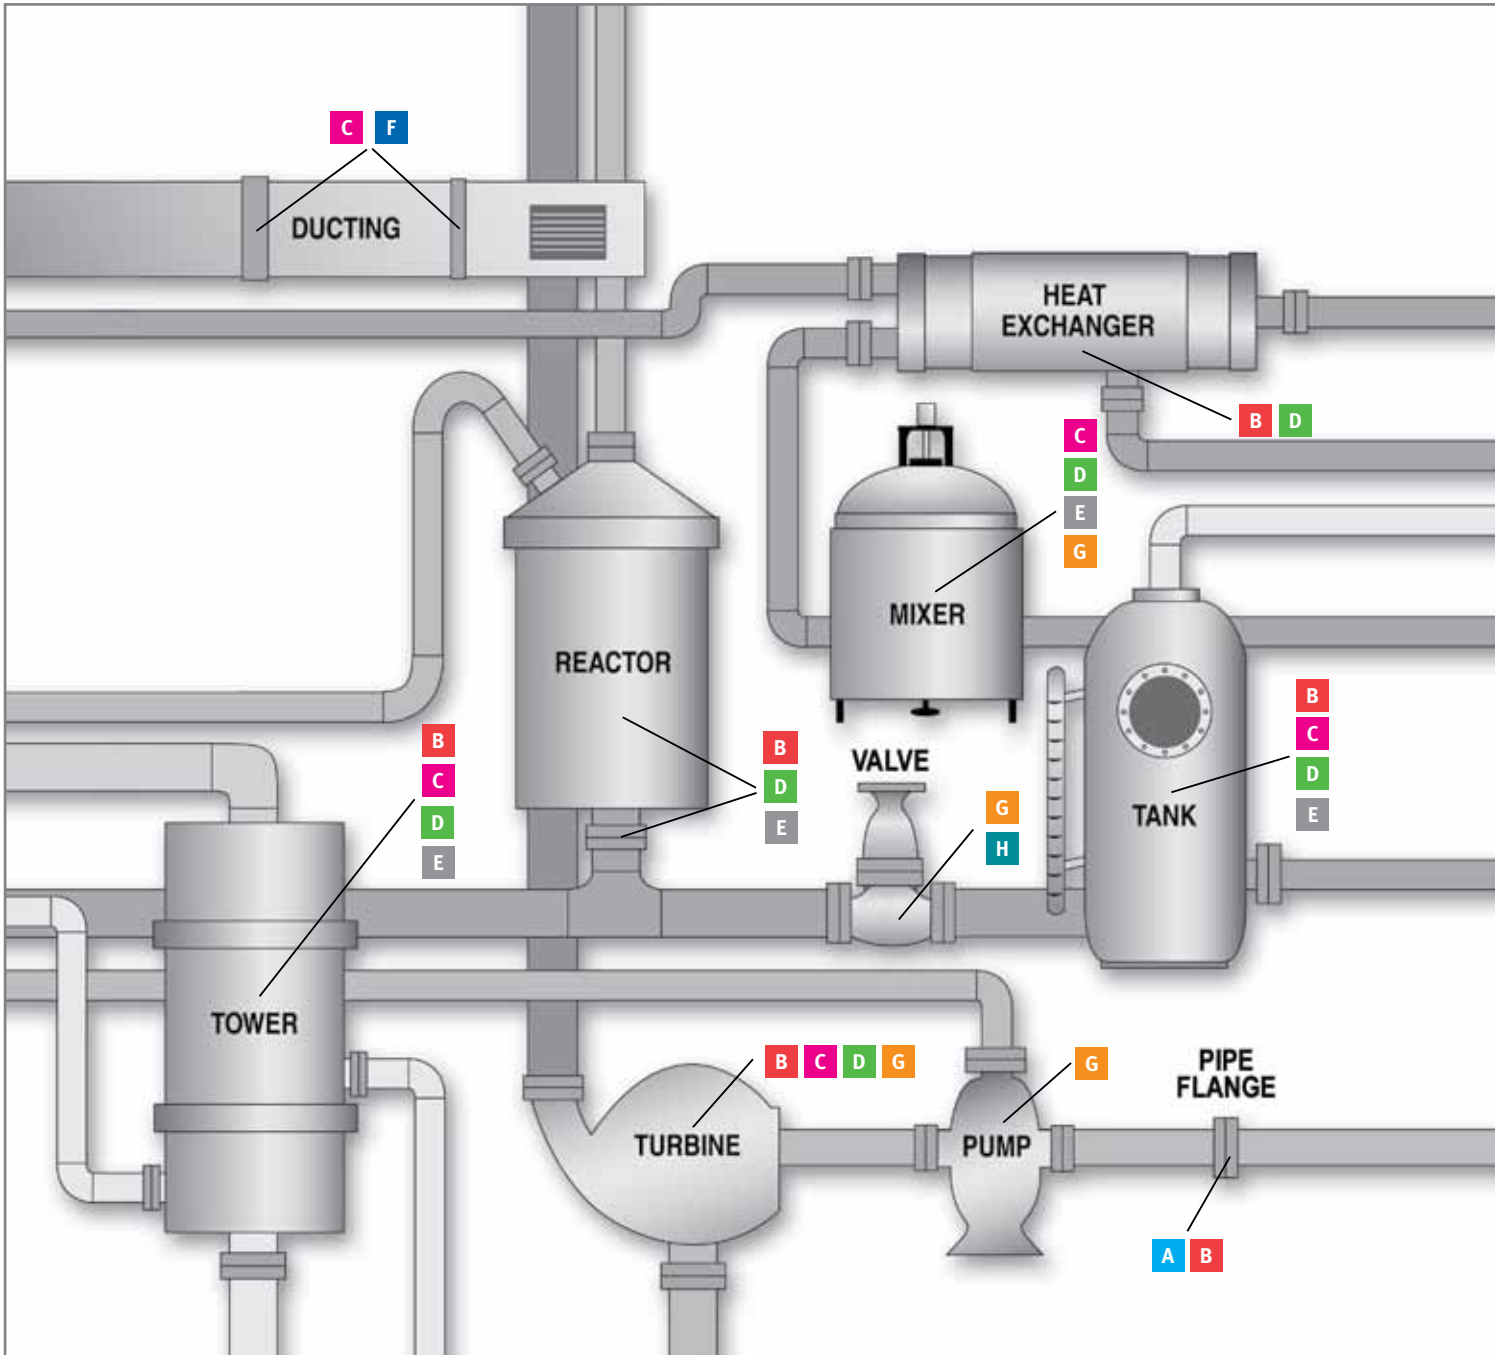 C F
DUCTING
HEAT
EXCHANGER
B D
C
D
E
G
MIXER
REACTOR
B
D
E
VALVE
G
H
B
C
D
E
TANK
B
C
D
E
TOWER
B C D G
TURBINE
G
PUMP
PIPE
FLANGE
A B